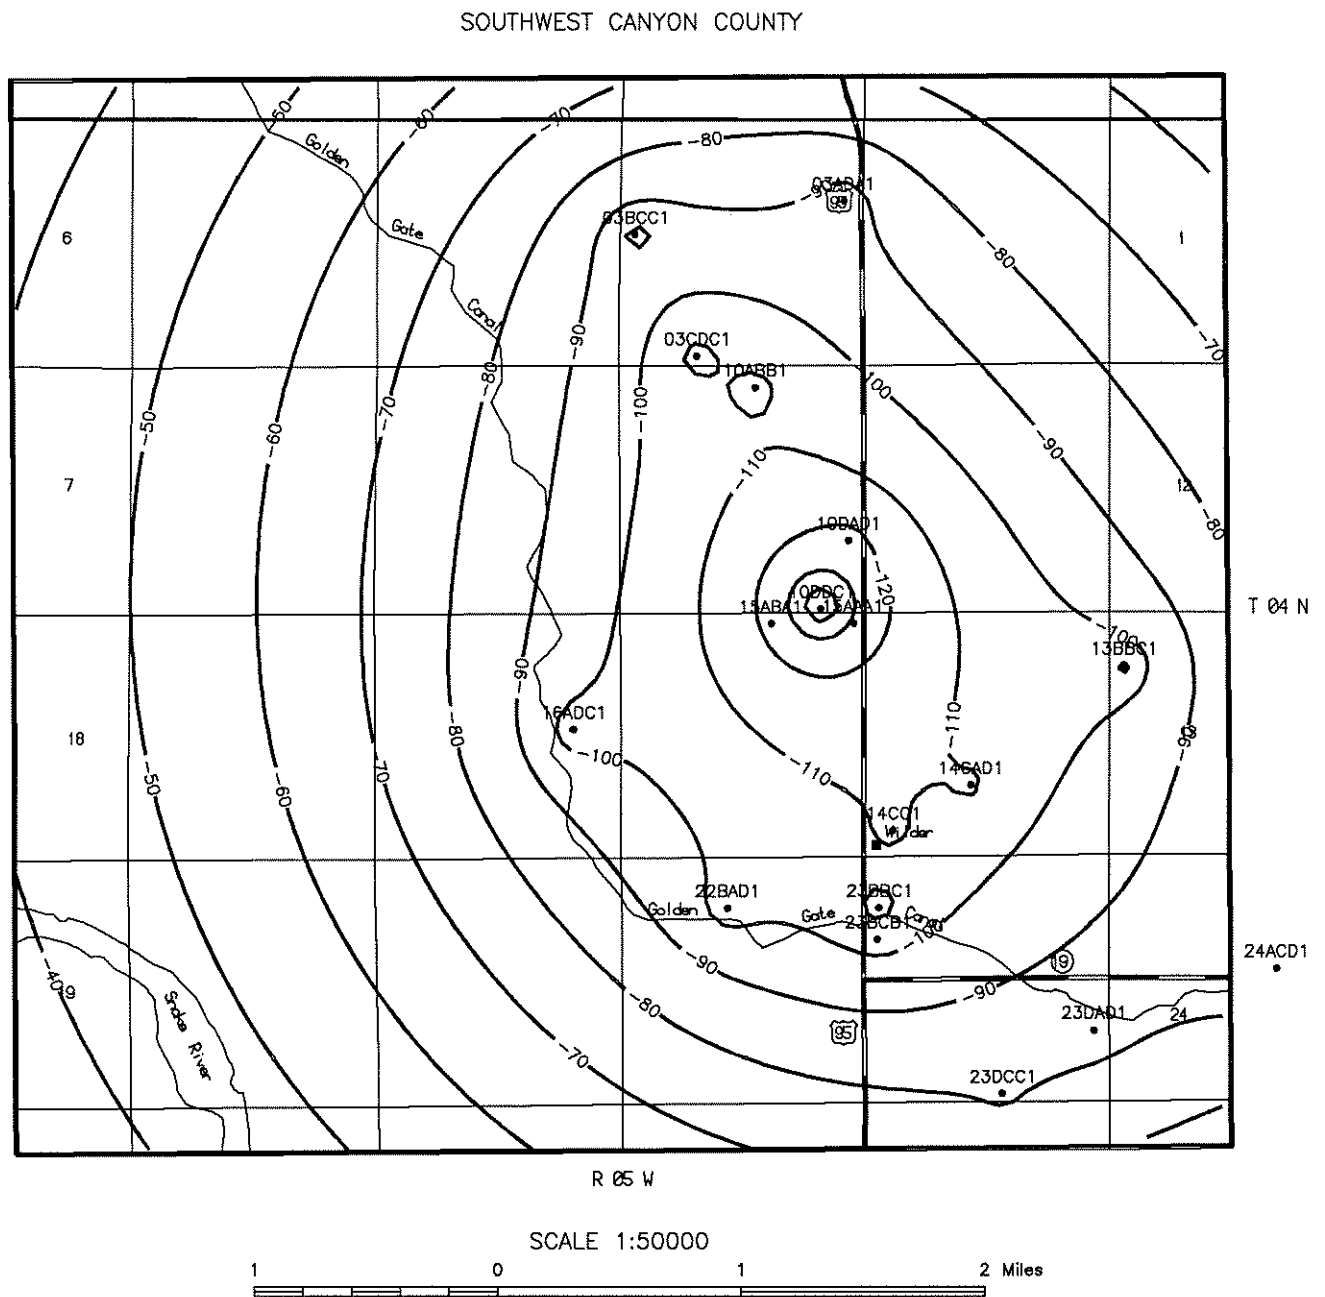 SOUTHWEST CANYON COUNTY
-50
-60
-70
-80
Golden
03ADA1
95
03BCC1
Gate
6
1
-80
Canal
-90
03CDC1
-70
10ABB1
-80
-100
-100
-70
-50
-60
-90
-110
7
12
-80
10DAD1
-120
10DDC
15ABA1
15AAA1
T 04 N
-100
13BBC1
-90
16ADC1
-110
-80
18
-90
-100
-50
-60
-70
-110
14CAD1
14CC1
Wilder
22BAD1
23BBC1
Golden
Gate
Canal
23BCB1
-100
24ACD1
-90
19
-40
19
-90
-80
Snake River
95
23DAD1
24
-70
23DCC1
R 05 W
SCALE 1:50000
1 0 1 2 Miles